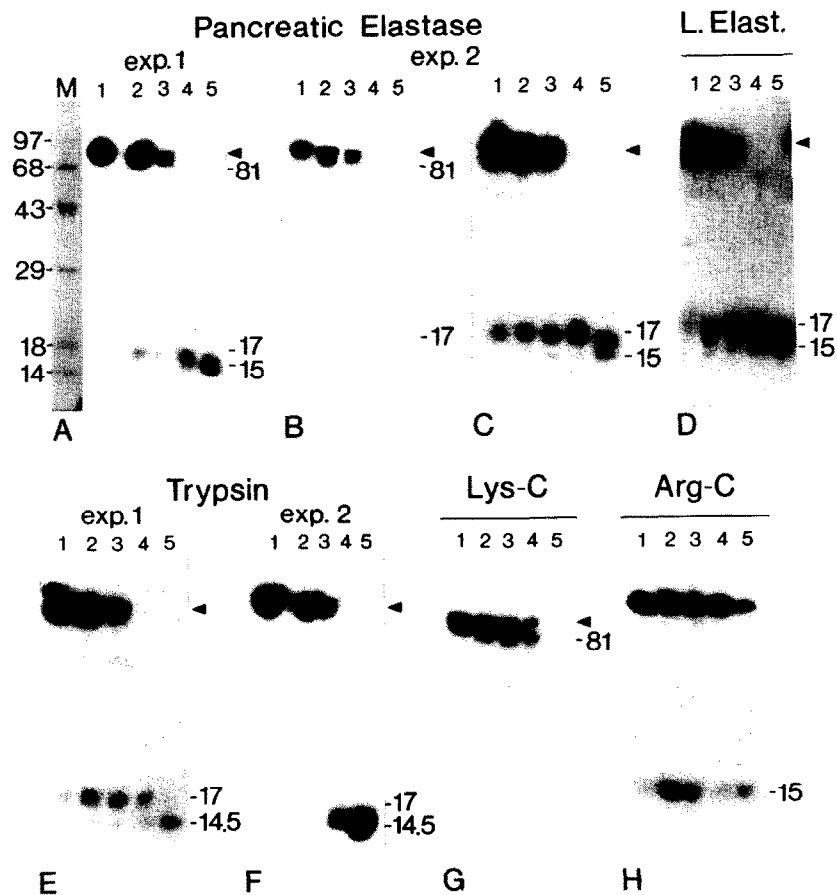 Pancreatic Elastase
L. Elast.
exp. 1
exp. 2
M 1 2 3 4 5
1 2 3 4 5
1 2 3 4 5
1 2 3 4 5
97-
68-
43-
29-
18-
14-
-81
-17
-15
-81
-17
-17
-15
-17
-15
A
B
C
D
Trypsin
Lys-C
Arg-C
exp. 1
exp. 2
1 2 3 4 5
1 2 3 4 5
1 2 3 4 5
1 2 3 4 5
-81
-17
-14.5
-17
-14.5
-15
E
F
G
H